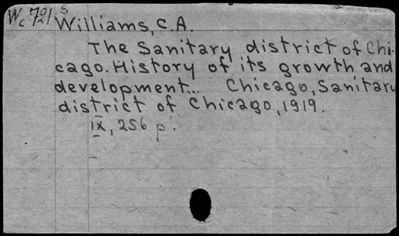 Wc 721 s
Williams, C.A.
The Sanitary district of Chi-
cago. History of its growth and
development... Chicago, Sanitary
district of Chicago, 1919.
IX, 256 p.